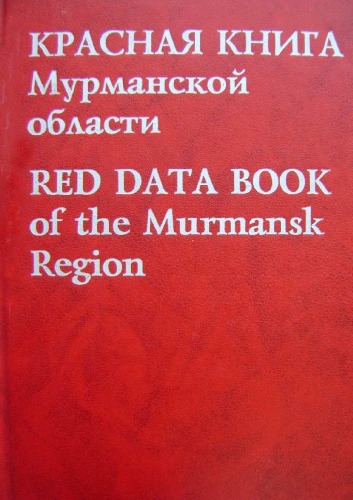 КРАСНАЯ КНИГА
Мурманской
области
RED DATA BOOK
of the Murmansk
Region